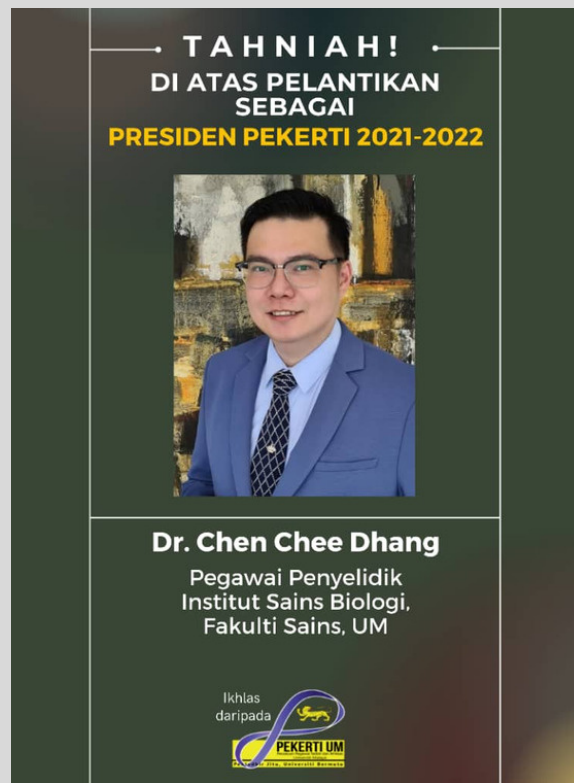 TAHNIAH!
DI ATAS PELANTIKAN
SEBAGAI
PRESIDEN PEKERTI 2021-2022
Dr. Chen Chee Dhang
Pegawai Penyelidik
Institut Sains Biologi,
Fakulti Sains, UM
Ikhlas
daripada
PEKERTI UM